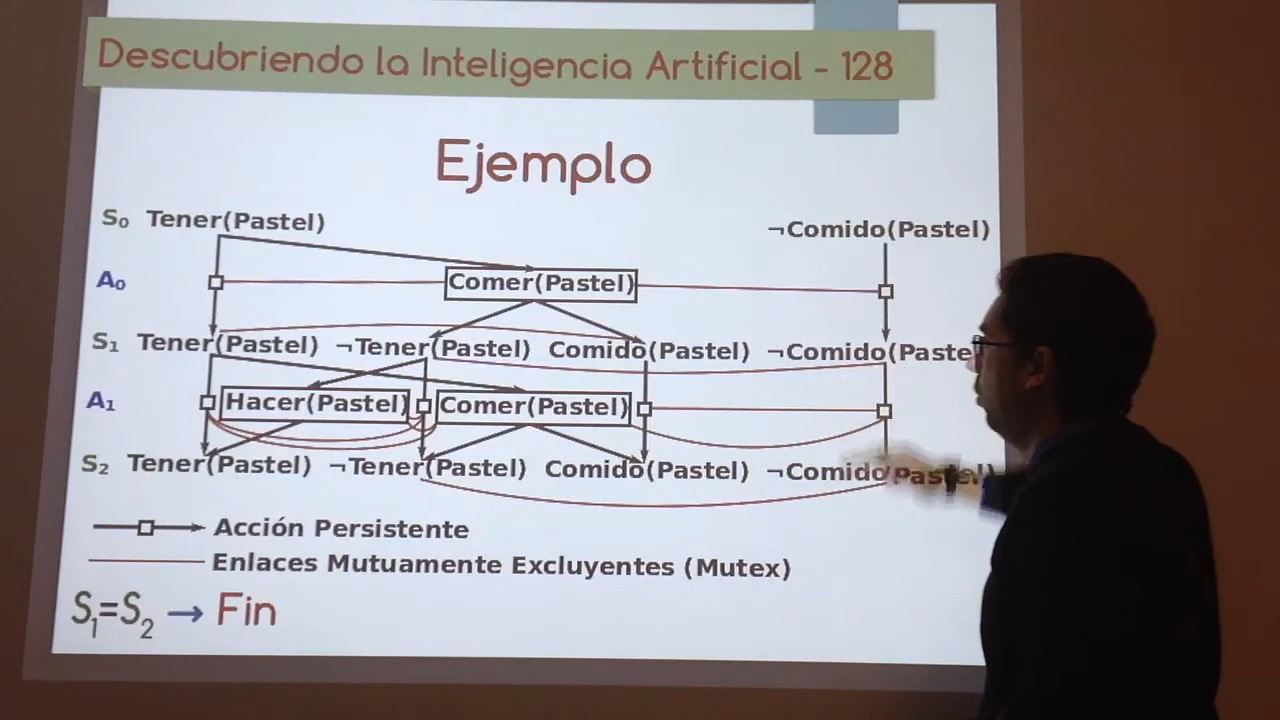 Descubriendo la Inteligencia Artificial - 128
Ejemplo
S₀ Tener(Pastel) ¬Comido(Pastel)
A₀ Comer(Pastel)
S₁ Tener(Pastel) ¬Tener(Pastel) Comido(Pastel) ¬Comido(Paste
A₁ Hacer(Pastel) Comer(Pastel)
S₂ Tener(Pastel) ¬Tener(Pastel) Comido(Pastel) ¬Comido(Pastel)
Acción Persistente
Enlaces Mutuamente Excluyentes (Mutex)
S₁=S₂ → Fin